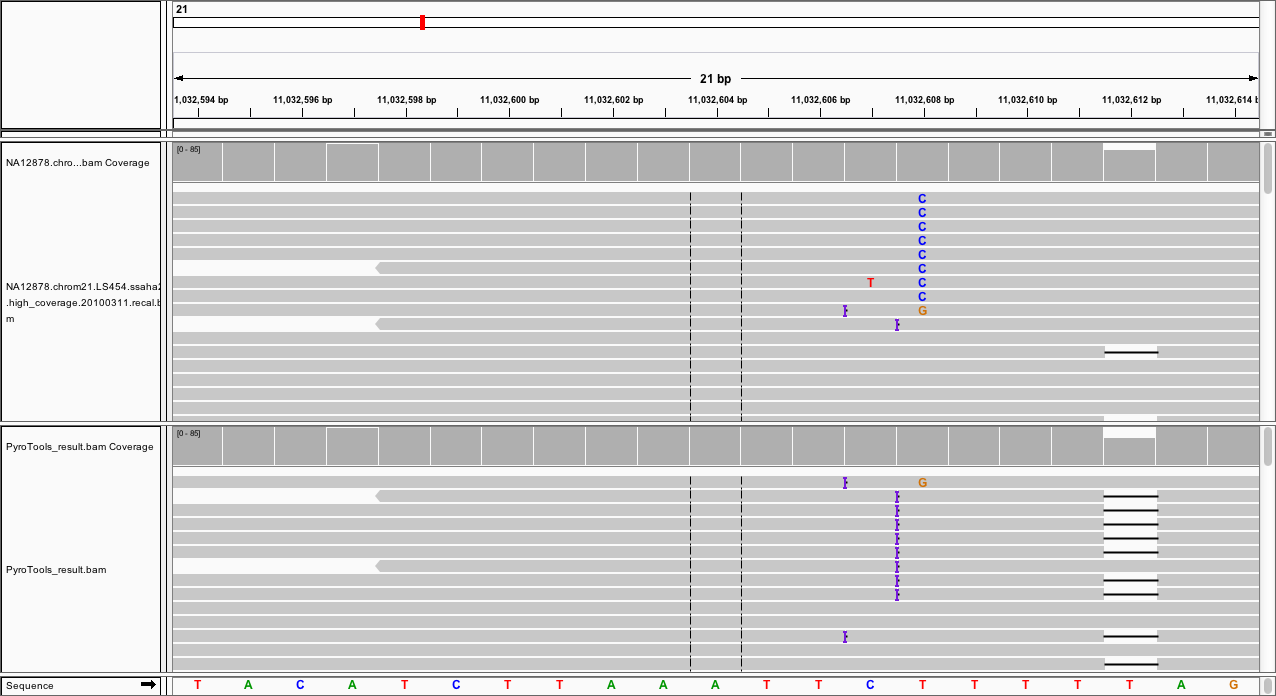 21
21 bp
11,032,594 bp 11,032,596 bp 11,032,598 bp 11,032,600 bp 11,032,602 bp 11,032,604 bp 11,032,606 bp 11,032,608 bp 11,032,610 bp 11,032,612 bp 11,032,614 b
NA12878.chro...bam Coverage [0 - 85]
C
C
C
C
C
C
T C
C
G
NA12878.chrom21.LS454.ssaha2
.high_coverage.20100311.recal.b
m
PyroTools_result.bam Coverage [0 - 85]
G
PyroTools_result.bam
Sequence T A C A T C T T A A A T T C T T T T T A G